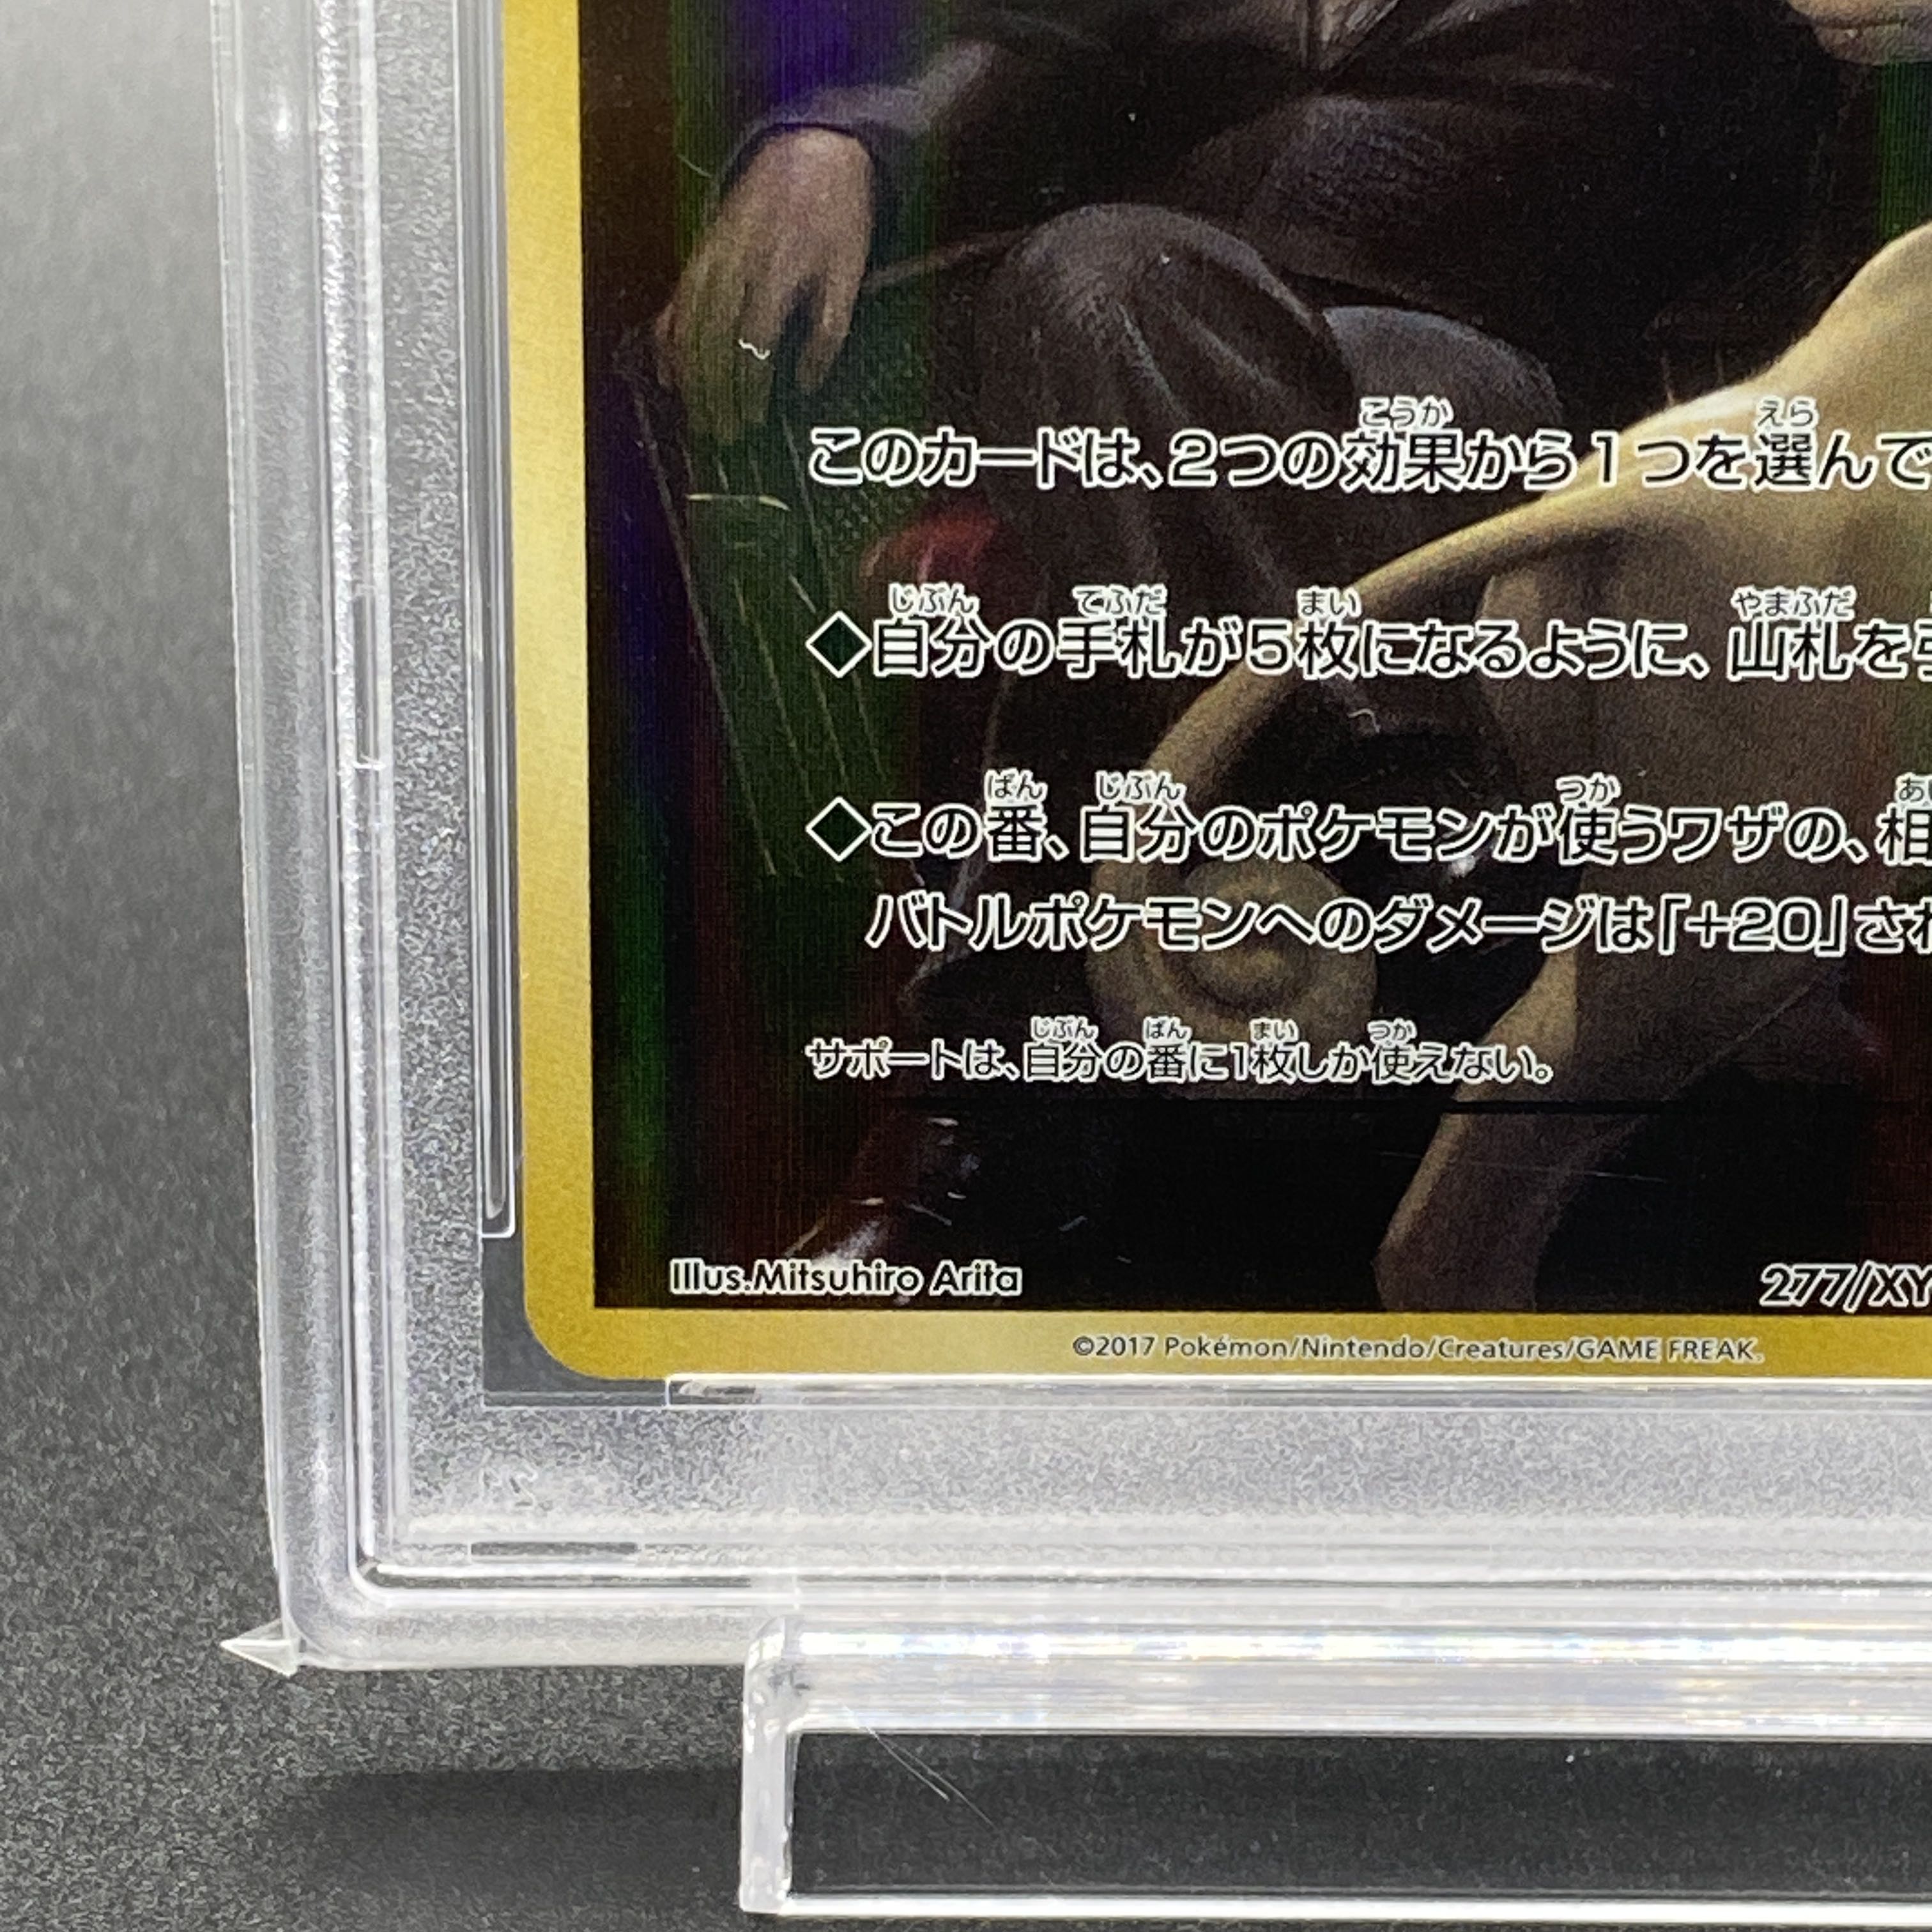 このカードは、2つの効果から1つを選んで
◇自分の手札が5枚になるように、山札を
◇この番、自分のポケモンが使うワザの、相
バトルポケモンへのダメージは「+20」され
サポートは、自分の番に1枚しか使えない。
Illus.Mitsuhiro Arita
277/XY
©2017 Pokémon/Nintendo/Creatures/GAME FREAK.